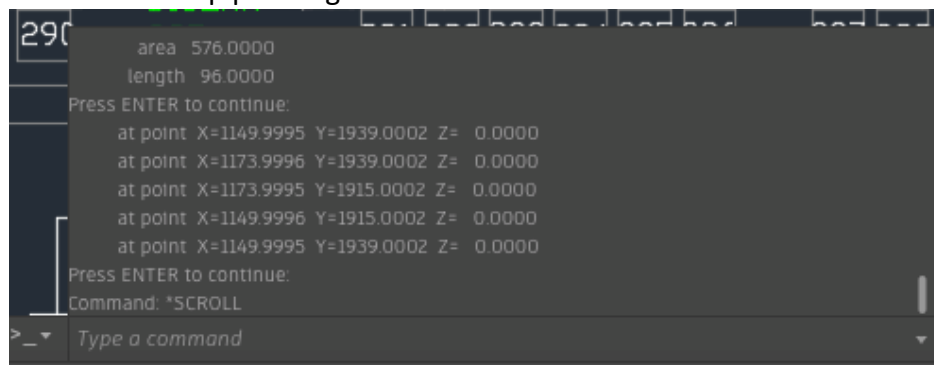 290
area 576.0000
length 96.0000
Press ENTER to continue:
at point X=1149.9995 Y=1939.0002 Z= 0.0000
at point X=1173.9996 Y=1939.0002 Z= 0.0000
at point X=1173.9995 Y=1915.0002 Z= 0.0000
at point X=1149.9996 Y=1915.0002 Z= 0.0000
at point X=1149.9995 Y=1939.0002 Z= 0.0000
Press ENTER to continue:
Command: *SCROLL
>_ Type a command